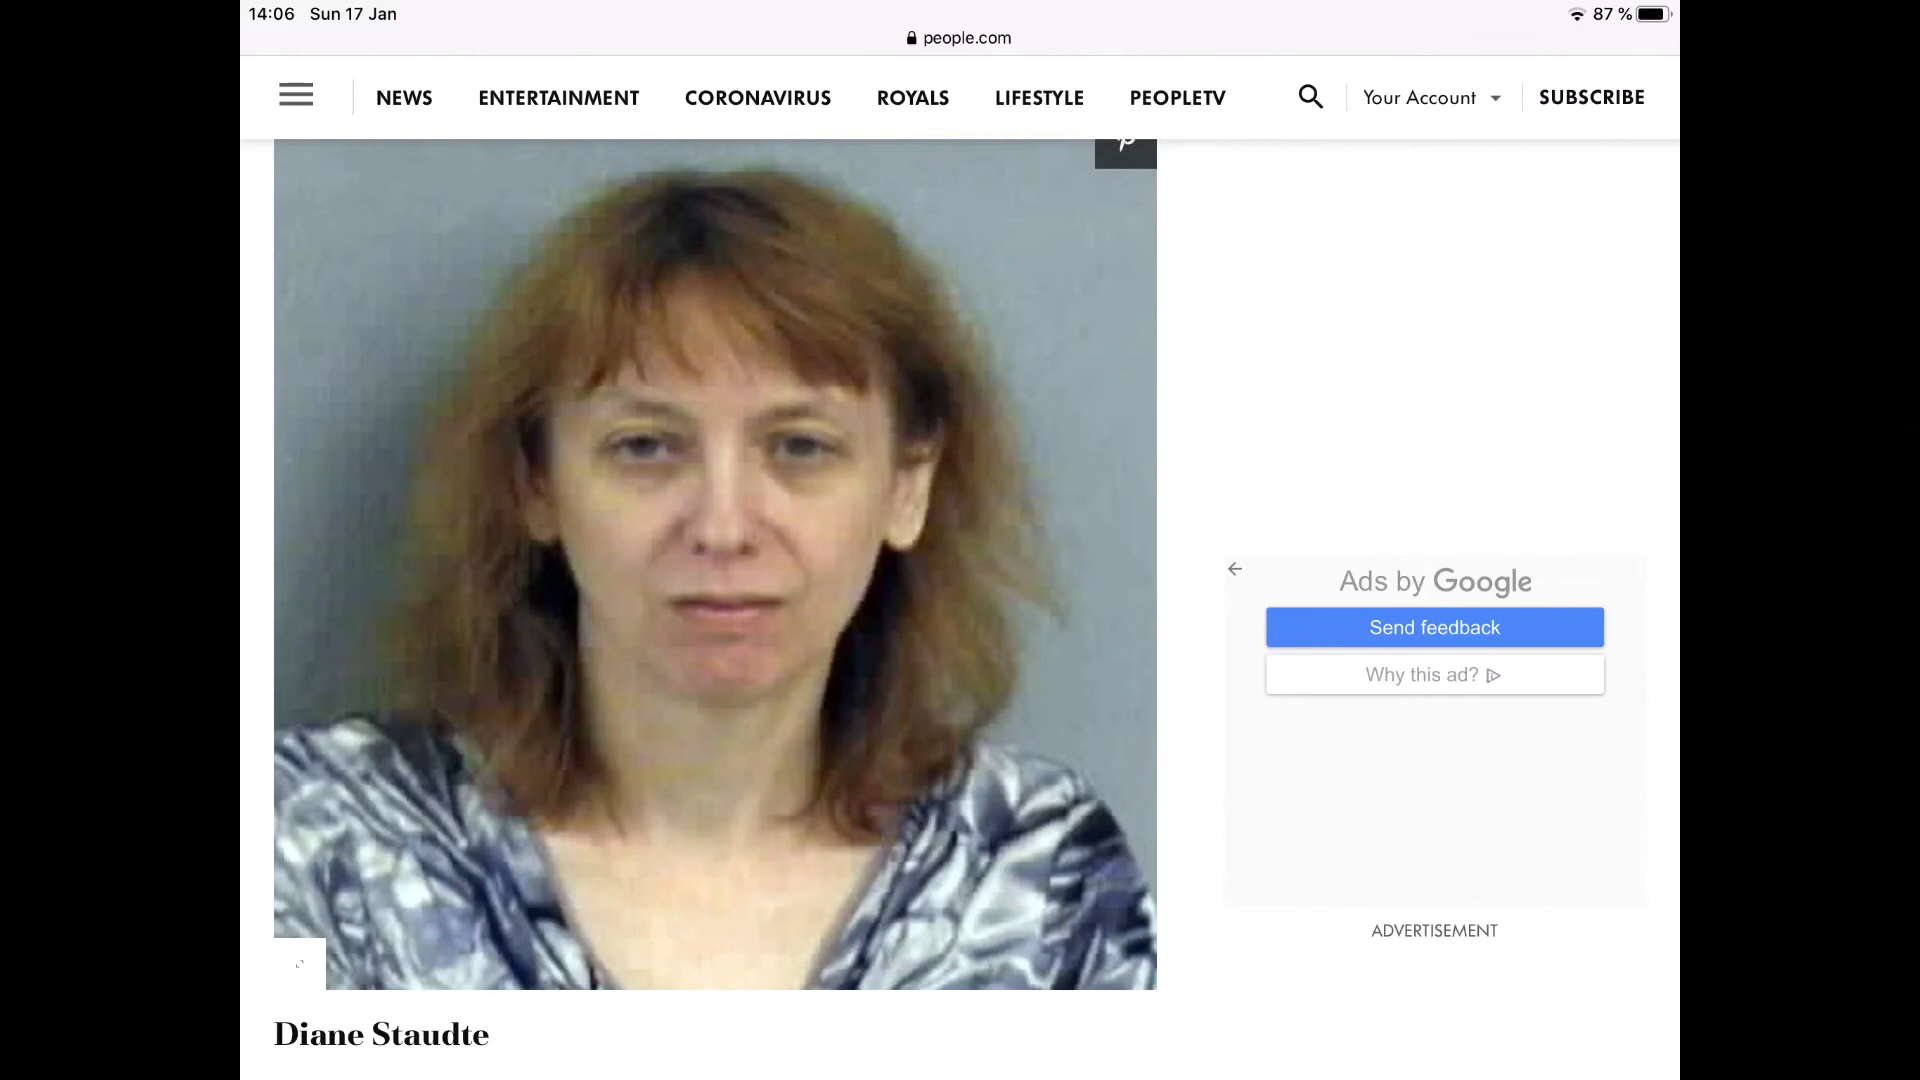 14:06 Sun 17 Jan
87 %
people.com
NEWS ENTERTAINMENT CORONAVIRUS ROYALS LIFESTYLE PEOPLETV Your Account SUBSCRIBE
Ads by Google
Send feedback
Why this ad?
ADVERTISEMENT
Diane Staudte